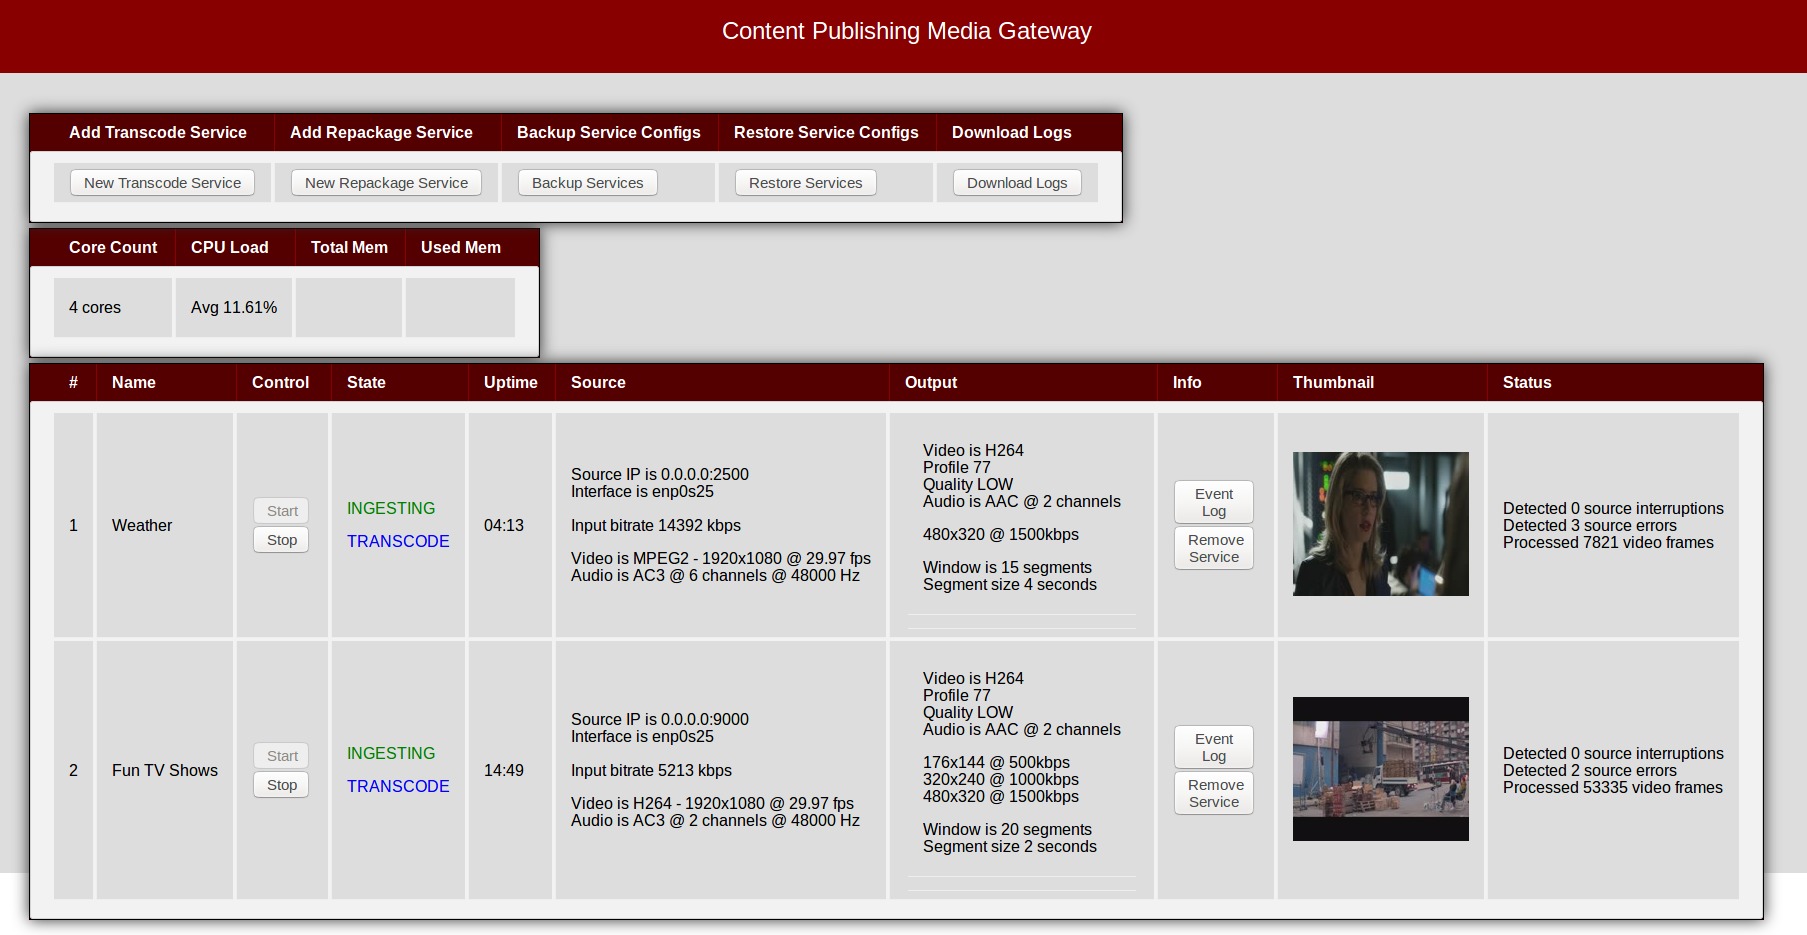 Content Publishing Media Gateway
Add Transcode Service Add Repackage Service Backup Service Configs Restore Service Configs Download Logs
New Transcode Service New Repackage Service Backup Services Restore Services Download Logs
Core Count CPU Load Total Mem Used Mem
4 cores Avg 11.61%
# Name Control State Uptime Source Output Info Thumbnail Status
1
Weather
Start
Stop
INGESTING
TRANSCODE
04:13
Source IP is 0.0.0.0:2500
Interface is enp0s25
Input bitrate 14392 kbps
Video is MPEG2 - 1920x1080 @ 29.97 fps
Audio is AC3 @ 6 channels @ 48000 Hz
Video is H264
Profile 77
Quality LOW
Audio is AAC @ 2 channels
480x320 @ 1500kbps
Window is 15 segments
Segment size 4 seconds
Event
Log
Remove
Service
Detected 0 source interruptions
Detected 3 source errors
Processed 7821 video frames
2
Fun TV Shows
Start
Stop
INGESTING
TRANSCODE
14:49
Source IP is 0.0.0.0:9000
Interface is enp0s25
Input bitrate 5213 kbps
Video is H264 - 1920x1080 @ 29.97 fps
Audio is AC3 @ 2 channels @ 48000 Hz
Video is H264
Profile 77
Quality LOW
Audio is AAC @ 2 channels
176x144 @ 500kbps
320x240 @ 1000kbps
480x320 @ 1500kbps
Window is 20 segments
Segment size 2 seconds
Event
Log
Remove
Service
Detected 0 source interruptions
Detected 2 source errors
Processed 53335 video frames